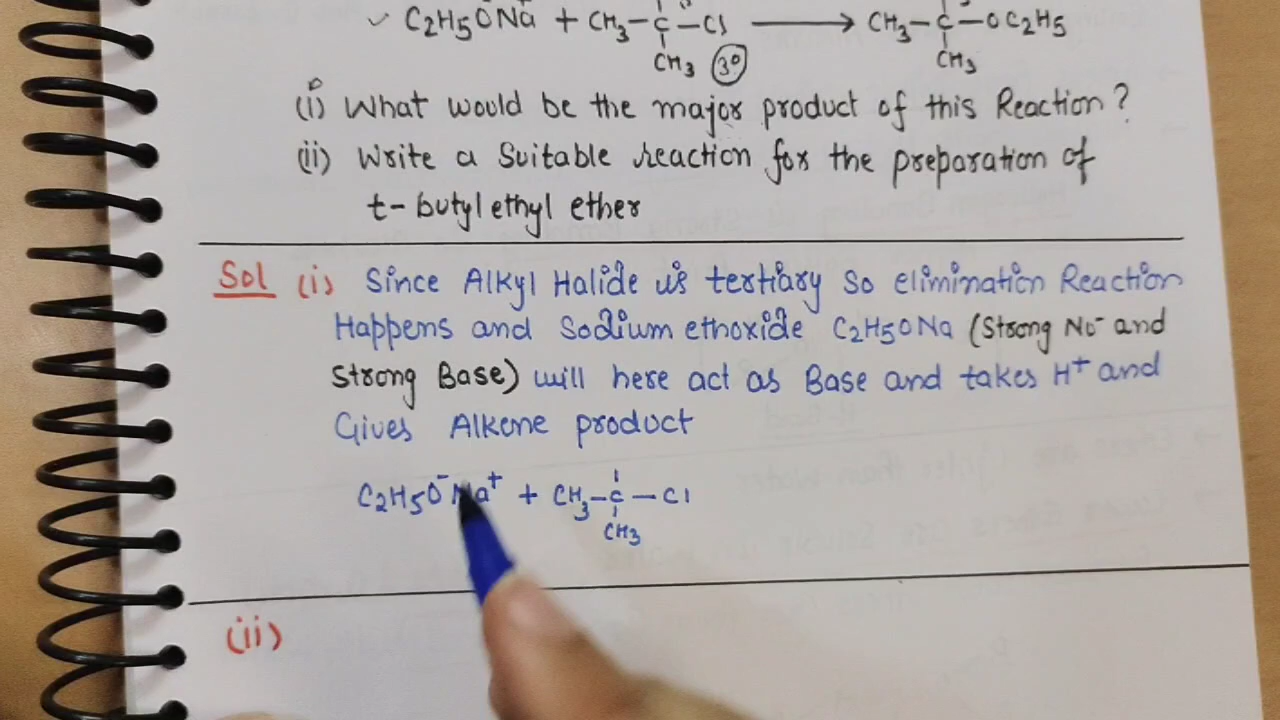 C2H5ONa + CH3-C-Cl → CH3-C-OC2H5
CH3 3° CH3
(i) What would be the major product of this Reaction?
(ii) Write a Suitable reaction for the preparation of
t-butyl ethyl ether
Sol (i) Since Alkyl Halide is tertiary so elimination Reaction
Happens and Sodium ethoxide C2H5ONa (Strong Nu- and
Strong Base) will here act as Base and takes H+ and
Gives Alkene product
C2H5O-Na+ + CH3-C-Cl
CH3
(ii)